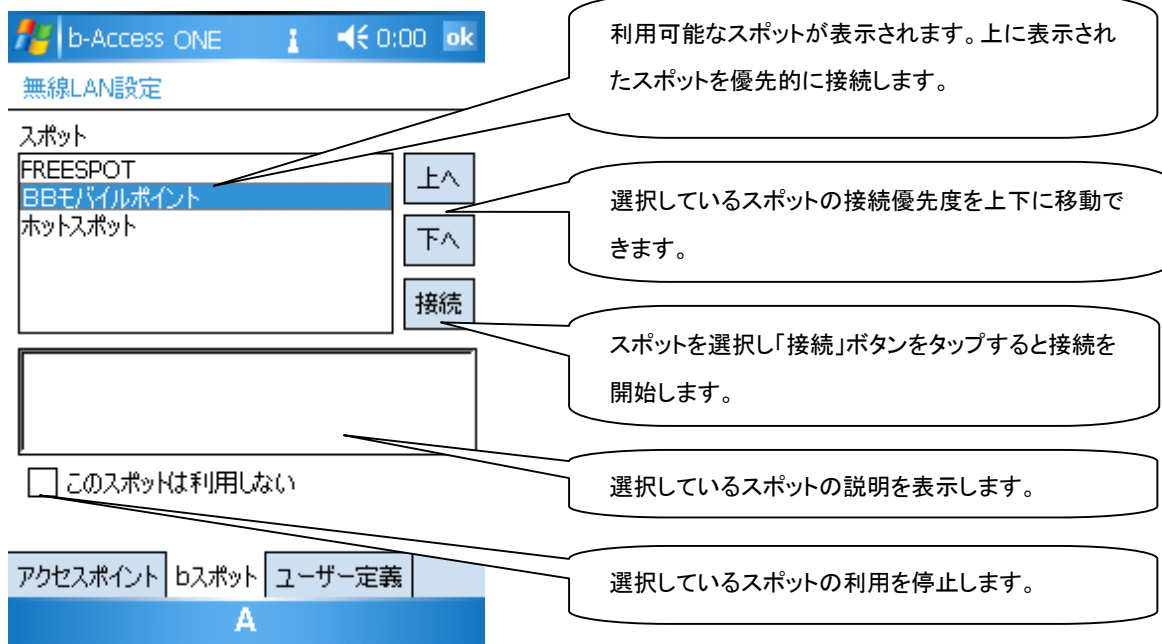 b-Access ONE 0:00 ok
無線LAN設定
スポット
FREESPOT
BBモバイルポイント
ホットスポット
上へ
下へ
接続
このスポットは利用しない
アクセスポイント bスポット ユーザー定義
A
利用可能なスポットが表示されます。上に表示され
たスポットを優先的に接続します。
選択しているスポットの接続優先度を上下に移動で
きます。
スポットを選択し「接続」ボタンをタップすると接続を
開始します。
選択しているスポットの説明を表示します。
選択しているスポットの利用を停止します。